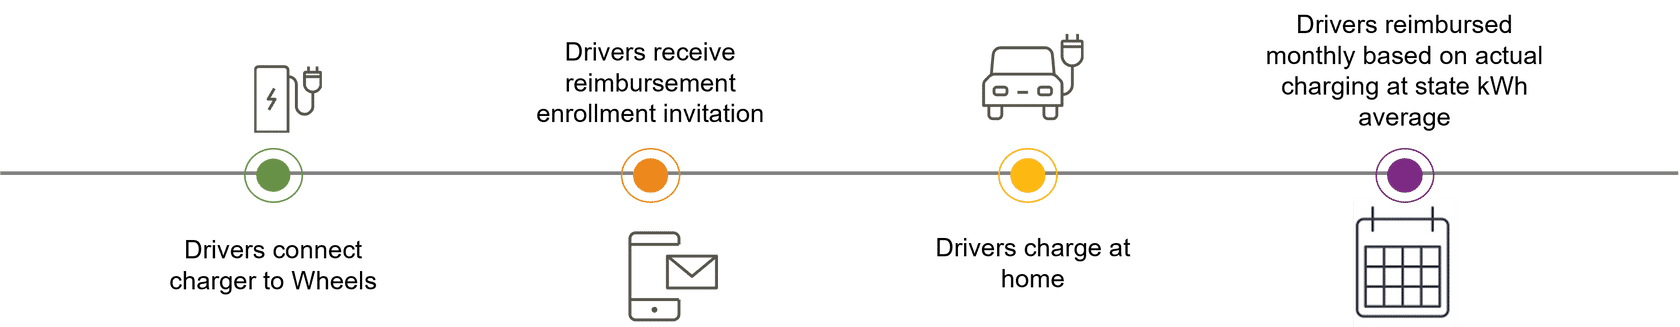 Drivers connect
charger to Wheels
Drivers receive
reimbursement
enrollment invitation
Drivers charge at
home
Drivers reimbursed
monthly based on actual
charging at state kWh
average